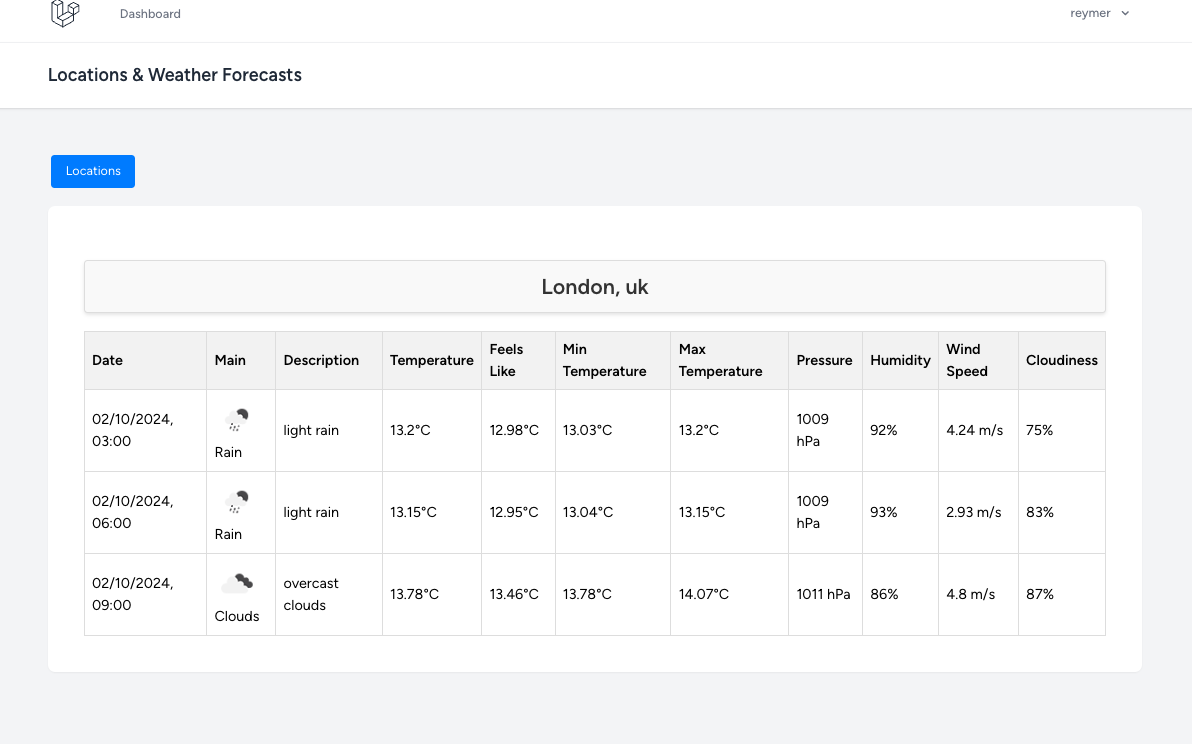 Dashboard
reymer
Locations & Weather Forecasts
Locations
London, uk
Date Main Description Temperature Feels Like Min Temperature Max Temperature Pressure Humidity Wind Speed Cloudiness
02/10/2024, 03:00 Rain light rain 13.2°C 12.98°C 13.03°C 13.2°C 1009 hPa 92% 4.24 m/s 75%
02/10/2024, 06:00 Rain light rain 13.15°C 12.95°C 13.04°C 13.15°C 1009 hPa 93% 2.93 m/s 83%
02/10/2024, 09:00 Clouds overcast clouds 13.78°C 13.46°C 13.78°C 14.07°C 1011 hPa 86% 4.8 m/s 87%